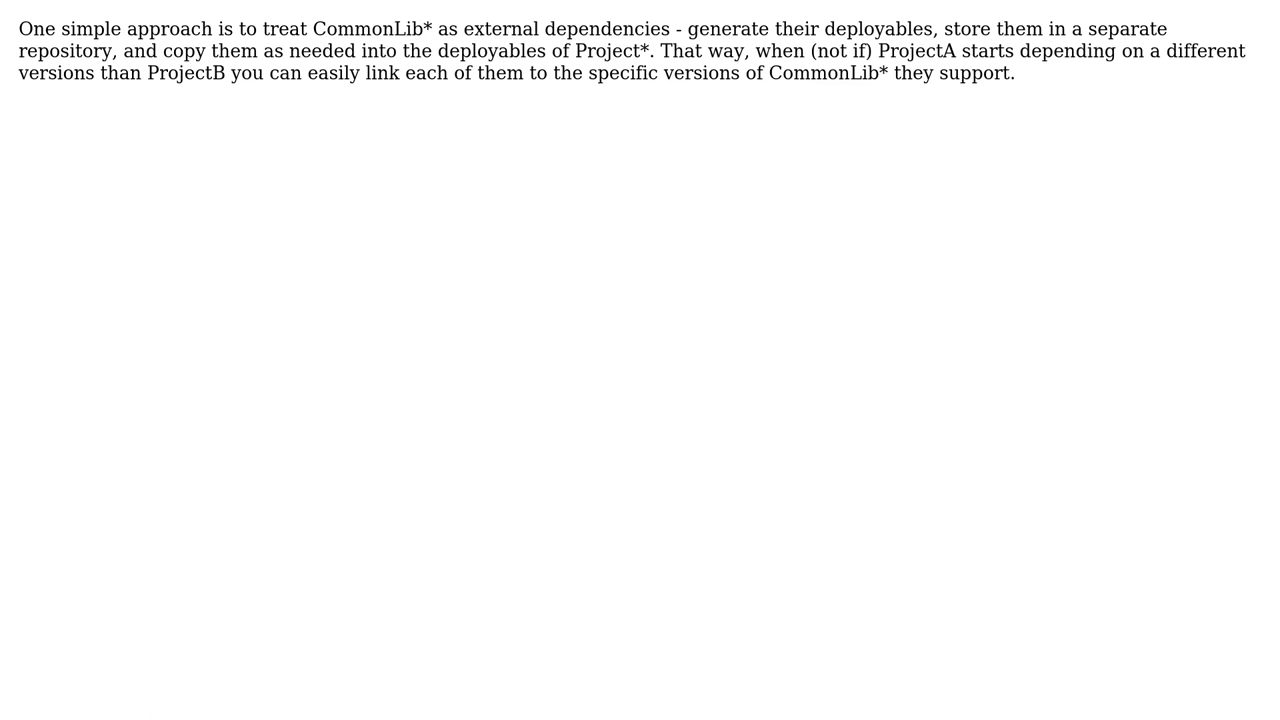 One simple approach is to treat CommonLib* as external dependencies - generate their deployables, store them in a separate
repository, and copy them as needed into the deployables of Project*. That way, when (not if) ProjectA starts depending on a different
versions than ProjectB you can easily link each of them to the specific versions of CommonLib* they support.